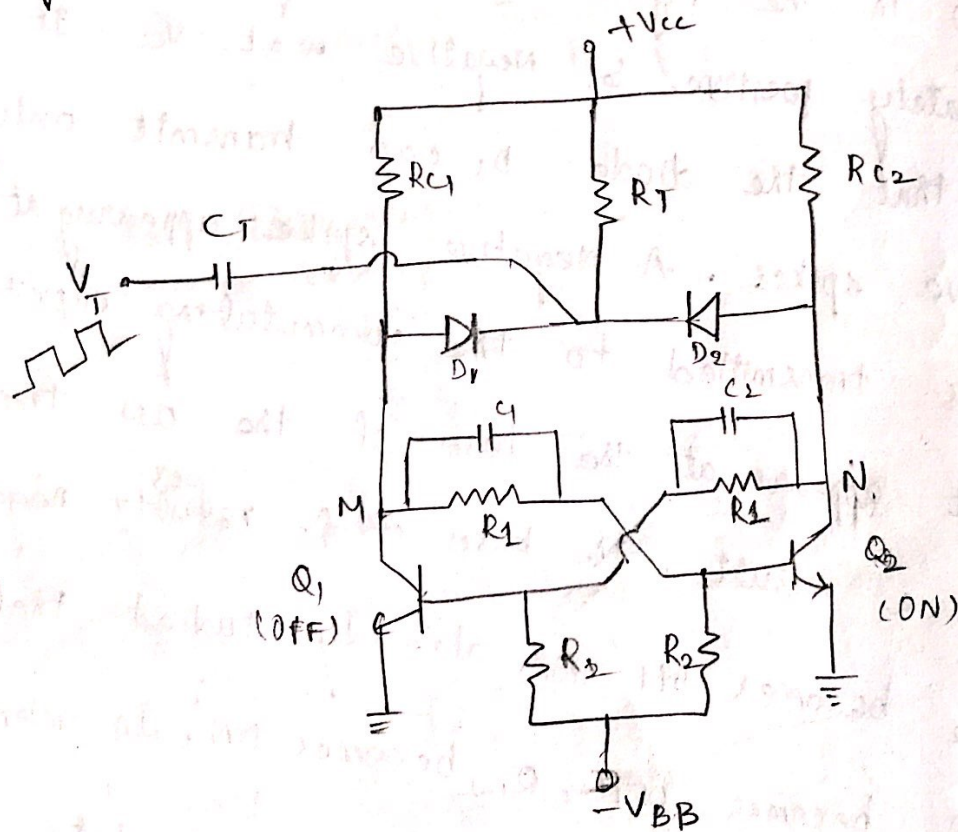 +Vcc
RC1
RT
RC2
CT
VT
D1
D2
C1
C2
M
R1
R1
N
Q1
(OFF)
Q2
(ON)
R2
R2
-VBB